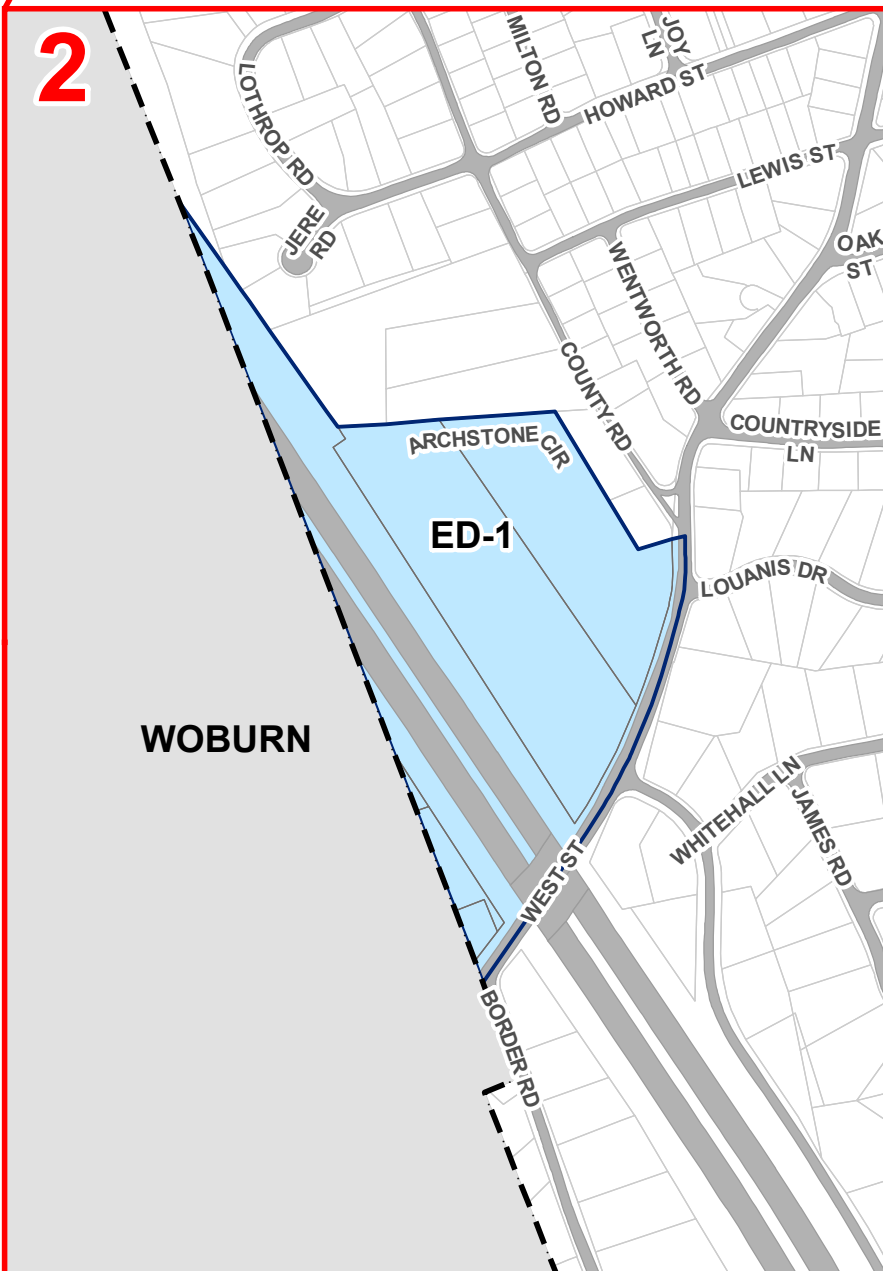 2
LOTHROP RD
MILTON RD
JOY
LN
HOWARD ST
LEWIS ST
JERE
RD
OAK
ST
WENTWORTH RD
COUNTY RD
COUNTRYSIDE
LN
ARCHSTONE CIR
ED-1
LOUANIS DR
WOBURN
WHITEHALL LN
JAMES RD
WEST ST
BORDER RD